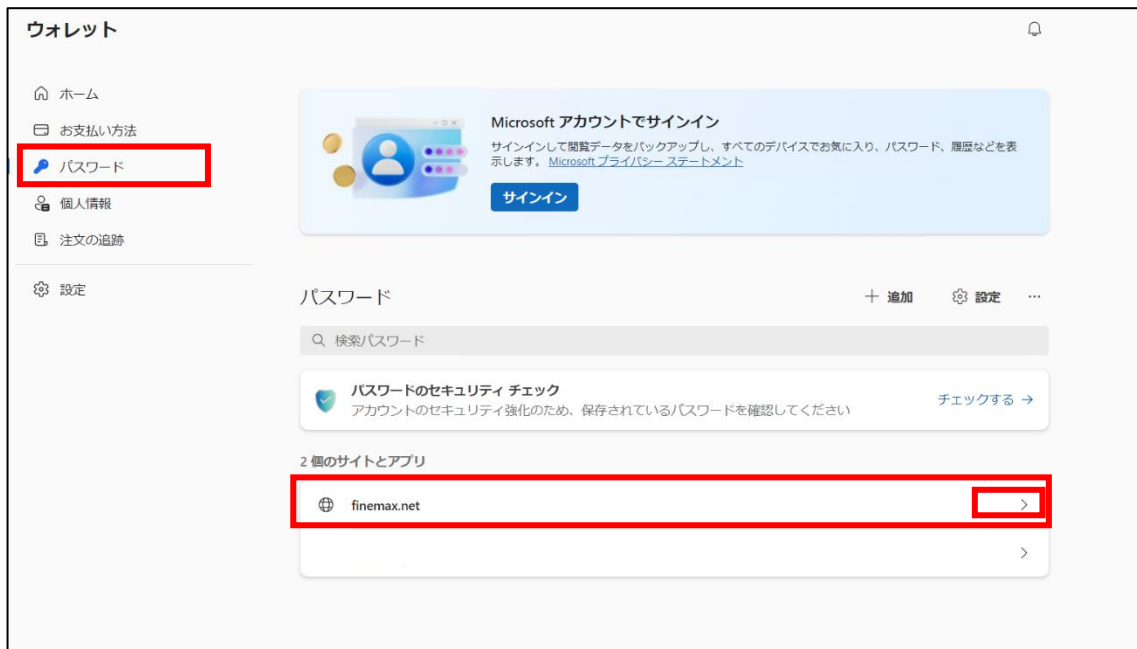 ウォレット
ホーム
お支払い方法
パスワード
個人情報
注文の追跡
設定
Microsoft アカウントでサインイン
サインインして閲覧データをバックアップし、すべてのデバイスでお気に入り、パスワード、履歴などを表
示します。 Microsoft プライバシー ステートメント
サインイン
パスワード
追加
設定
検索パスワード
パスワードのセキュリティ チェック
アカウントのセキュリティ強化のため、保存されているパスワードを確認してください
チェックする
2 個のサイトとアプリ
finemax.net